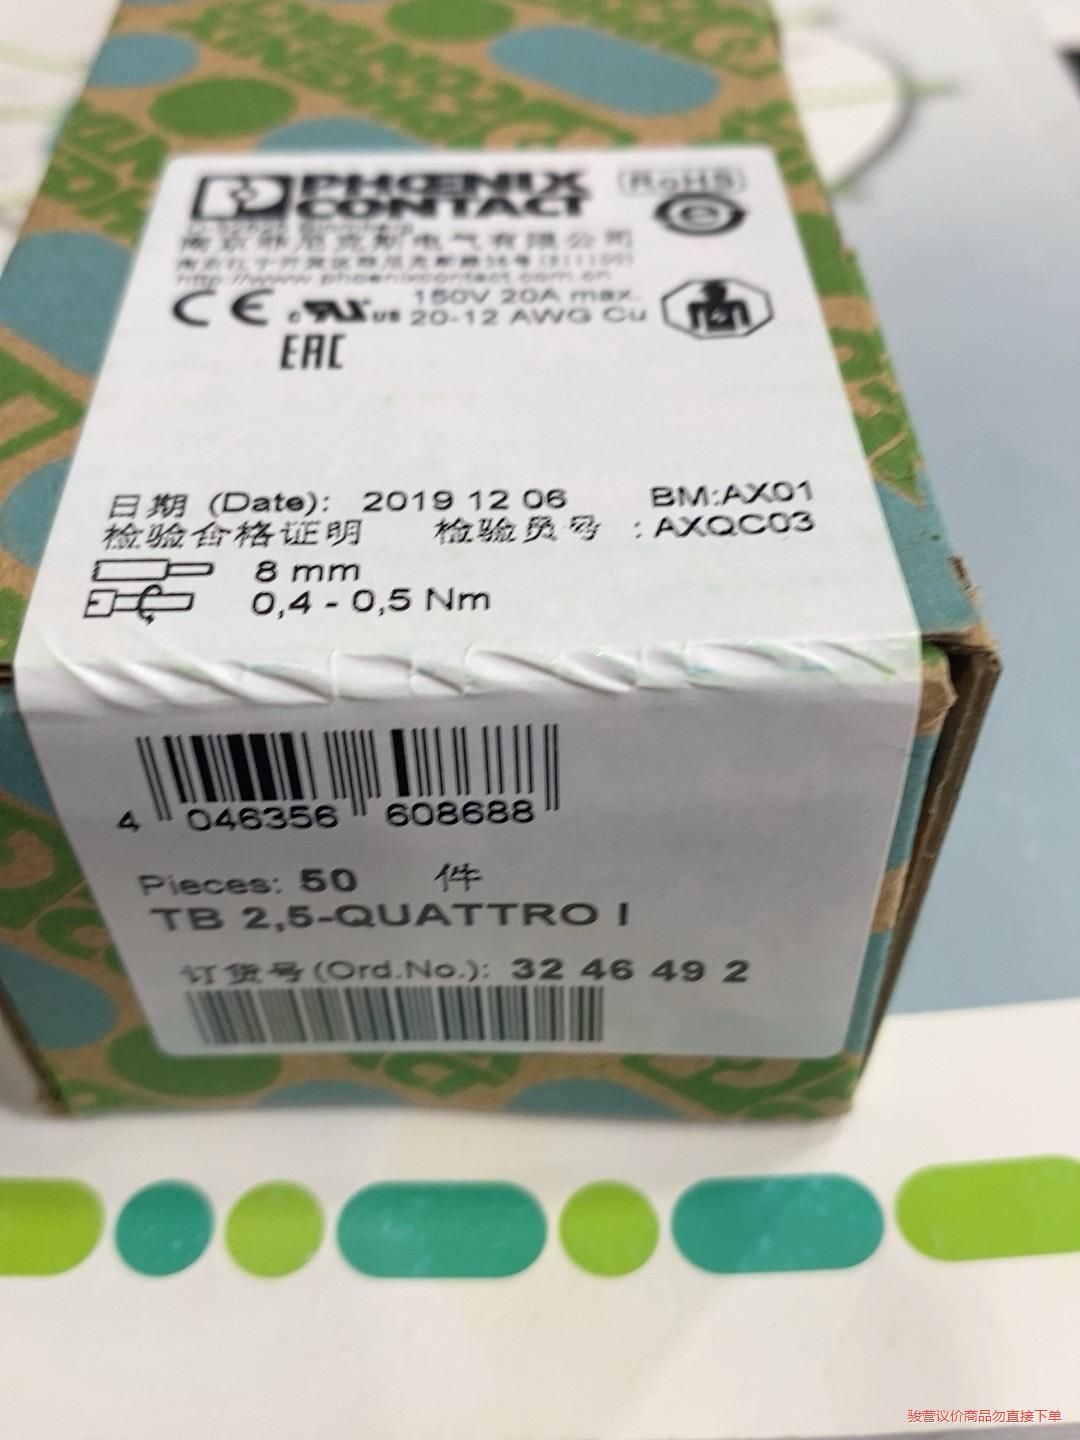 PHŒNIX
CONTACT
RoHS
e
南京菲尼克斯电气有限公司
http://www.phoenixcontact.com.cn
CE c UL us 150V 20A max.
20-12 AWG Cu
EAC
日期 (Date): 2019 12 06 BM:AX01
检验合格证明 检验员号 : AXQC03
8 mm
0,4 - 0,5 Nm
4 046356 608688
Pieces: 50 件
TB 2,5-QUATTRO I
订货号(Ord.No.): 32 46 49 2
骏营议价商品勿直接下单